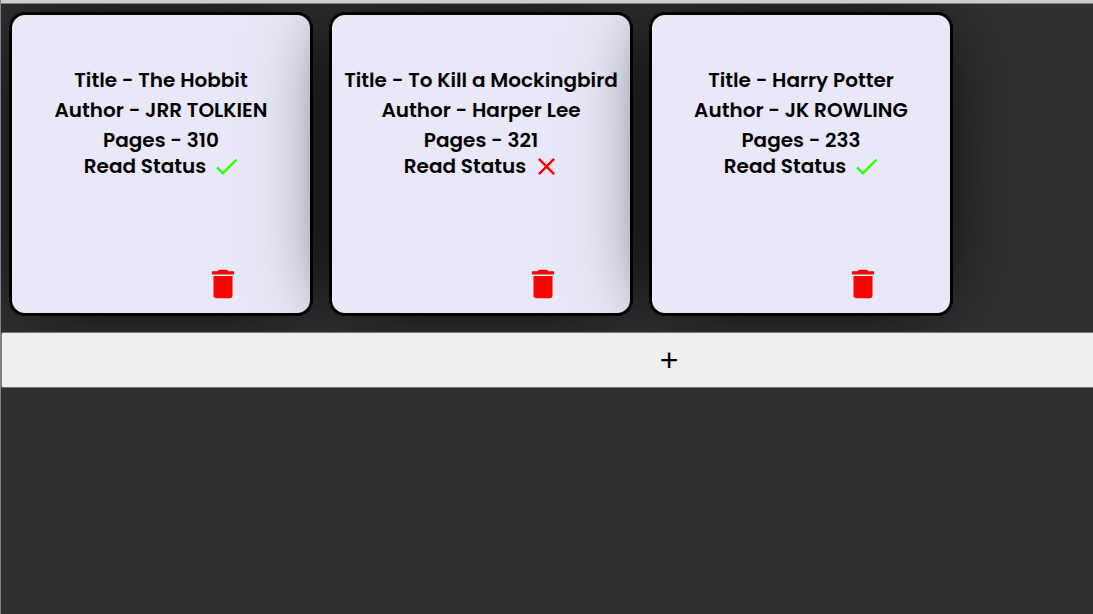 Title - The Hobbit
Author - JRR TOLKIEN
Pages - 310
Read Status
Title - To Kill a Mockingbird
Author - Harper Lee
Pages - 321
Read Status
Title - Harry Potter
Author - JK ROWLING
Pages - 233
Read Status
+